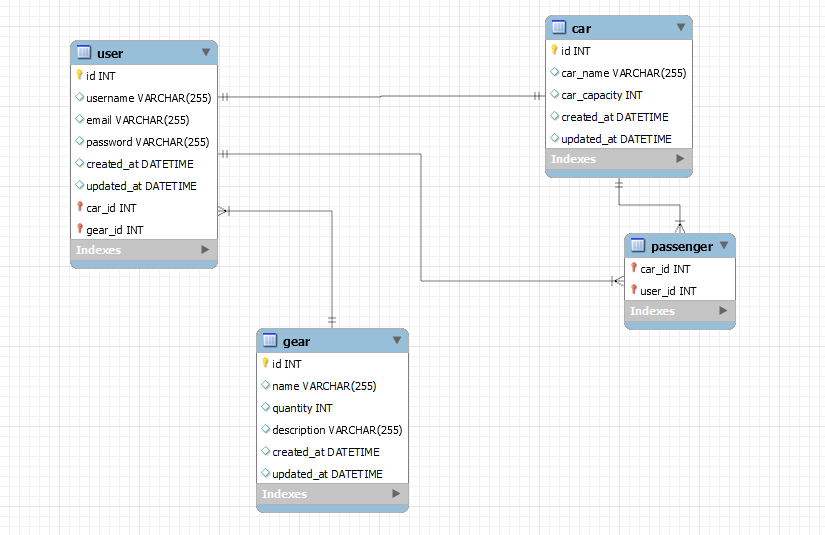 user
id INT
username VARCHAR(255)
email VARCHAR(255)
password VARCHAR(255)
created_at DATETIME
updated_at DATETIME
car_id INT
gear_id INT
Indexes
car
id INT
car_name VARCHAR(255)
car_capacity INT
created_at DATETIME
updated_at DATETIME
Indexes
passenger
car_id INT
user_id INT
Indexes
gear
id INT
name VARCHAR(255)
quantity INT
description VARCHAR(255)
created_at DATETIME
updated_at DATETIME
Indexes